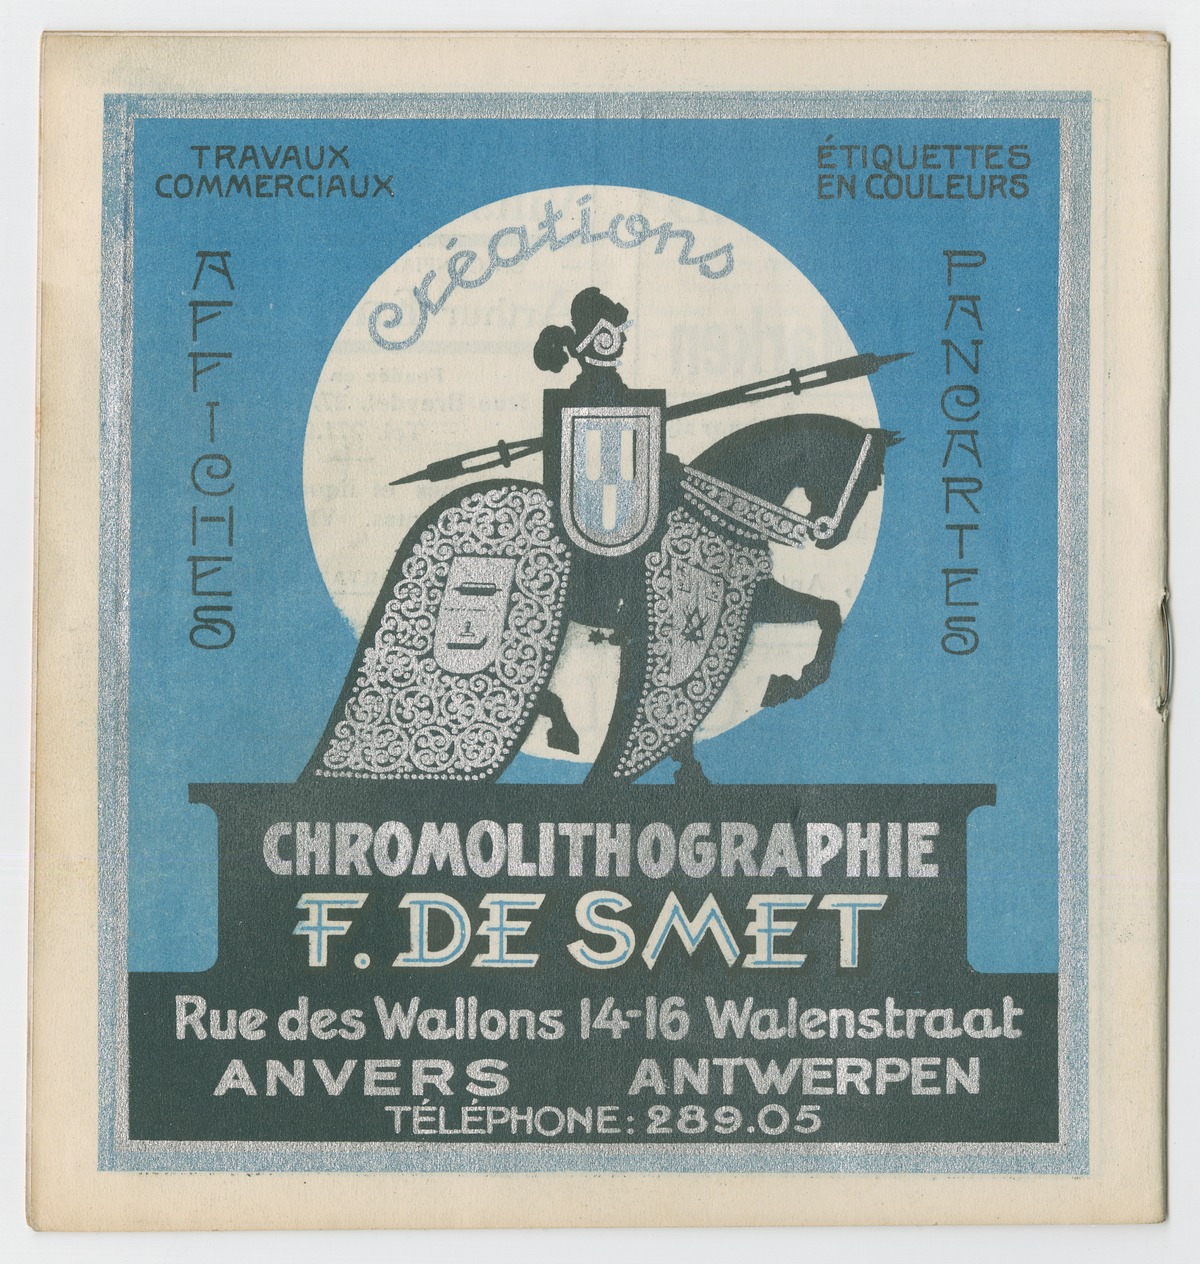 TRAVAUX
COMMERCIAUX
ÉTIQUETTES
EN COULEURS
Créations
AFFICHES
PANCARTES
CHROMOLITHOGRAPHIE
F. DE SMET
Rue des Wallons 14-16 Walenstraat
ANVERS ANTWERPEN
TÉLÉPHONE: 289.05